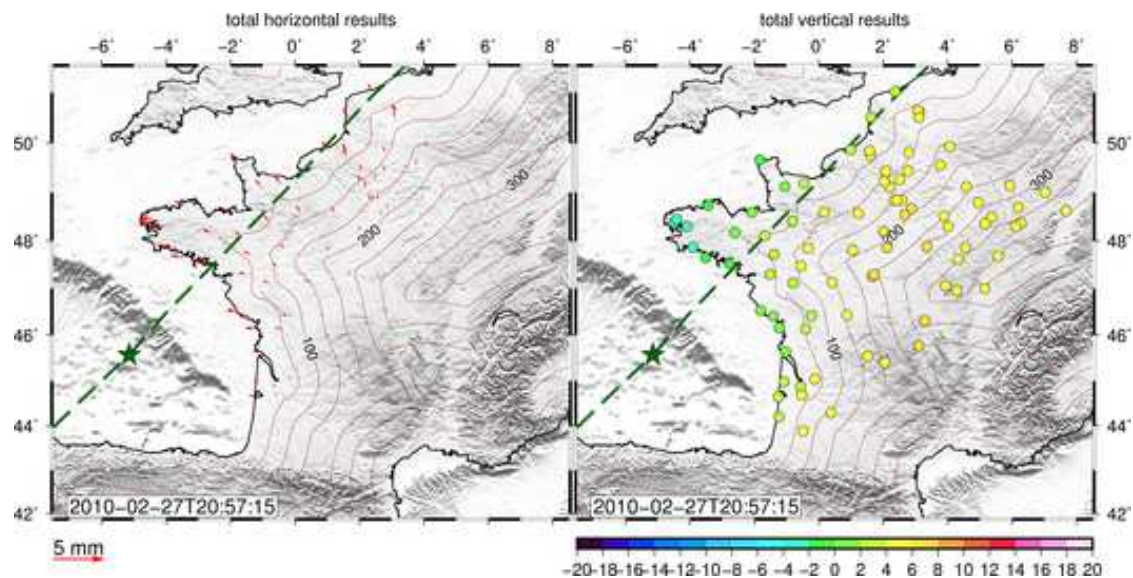 total horizontal results
total vertical results
−6˚ −4˚ −2˚ 0˚ 2˚ 4˚ 6˚ 8˚
−6˚ −4˚ −2˚ 0˚ 2˚ 4˚ 6˚ 8˚
50˚ 50˚
300 300
48˚ 48˚
200 200
46˚ 46˚
100 100
44˚ 44˚
2010−02−27T20:57:15
2010−02−27T20:57:15
42˚ 42˚
5 mm
−20−18−16−14−12−10 −8 −6 −4 −2 0 2 4 6 8 10 12 14 16 18 20